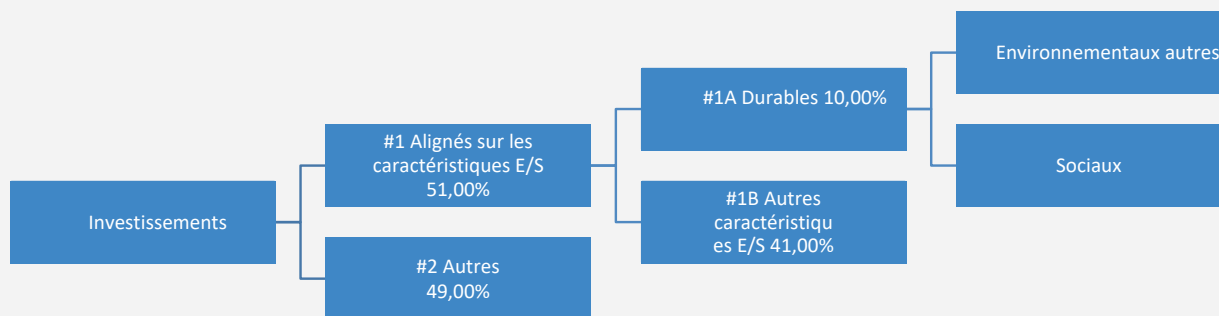 Investissements
#1 Alignés sur les
caractéristiques E/S
51,00%
#2 Autres
49,00%
#1A Durables 10,00%
#1B Autres
caractéristiqu
es E/S 41,00%
Environnementaux autres
Sociaux